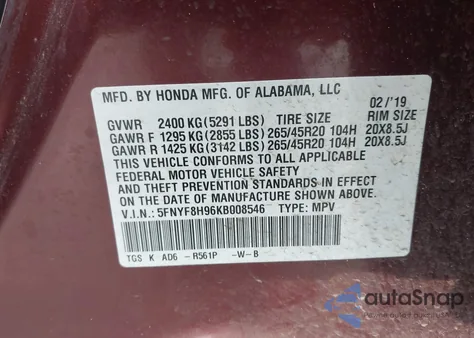 MFD. BY HONDA MFG. OF ALABAMA, LLC 02/'19
GVWR 2400 KG(5291 LBS) TIRE SIZE RIM SIZE
GAWR F 1295 KG(2855 LBS) 265/45R20 104H 20X8.5J
GAWR R 1425 KG(3142 LBS) 265/45R20 104H 20X8.5J
THIS VEHICLE CONFORMS TO ALL APPLICABLE
FEDERAL MOTOR VEHICLE SAFETY
AND THEFT PREVENTION STANDARDS IN EFFECT
ON THE DATE OF MANUFACTURE SHOWN ABOVE.
V.I.N.: 5FNYF8H96KB008546 TYPE: MPV
TGS K AD6 - R561P -W-B
autoSnap